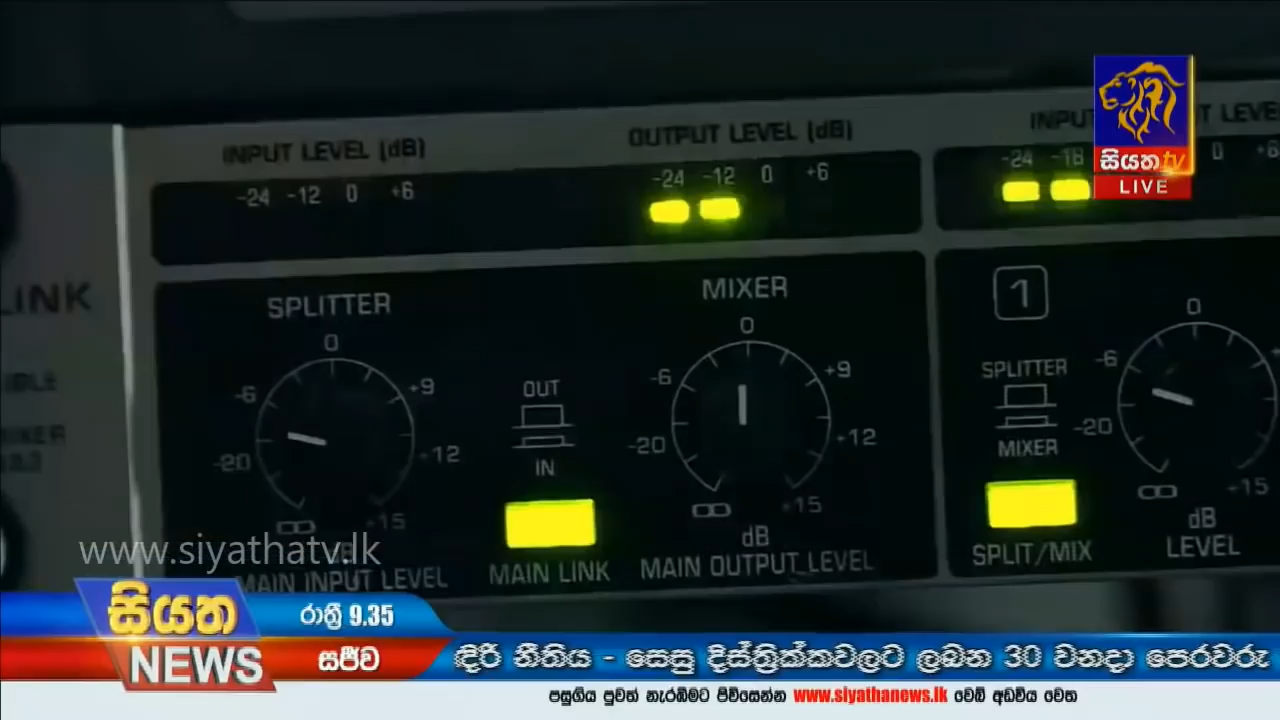 INPUT LEVEL (dB)
-24 -12 0 +6
OUTPUT LEVEL (dB)
-24 -12 0 +6
-24 -18
0 +6
සියත tv
LIVE
LINK
SPLITTER
0
-6 +9
-20 +12
+15
OUT
IN
MAIN LINK
MIXER
0
-6 +9
-20 +12
+15
dB
MAIN INPUT LEVEL
MAIN OUTPUT LEVEL
1
SPLITTER
MIXER
SPLIT/MIX
0
-6
-20
+15
dB
LEVEL
www.siyathatv.lk
සියත
NEWS
රාත්‍රී 9.35
සජීව
ඳිරි නීතිය - සෙසු දිස්ත්‍රික්කවලට ලබන 30 වනදා පෙරවරු
පසුගිය පුවත් නැරඹීමට පිවිසෙන්න www.siyathanews.lk වෙබ් අඩවිය වෙත